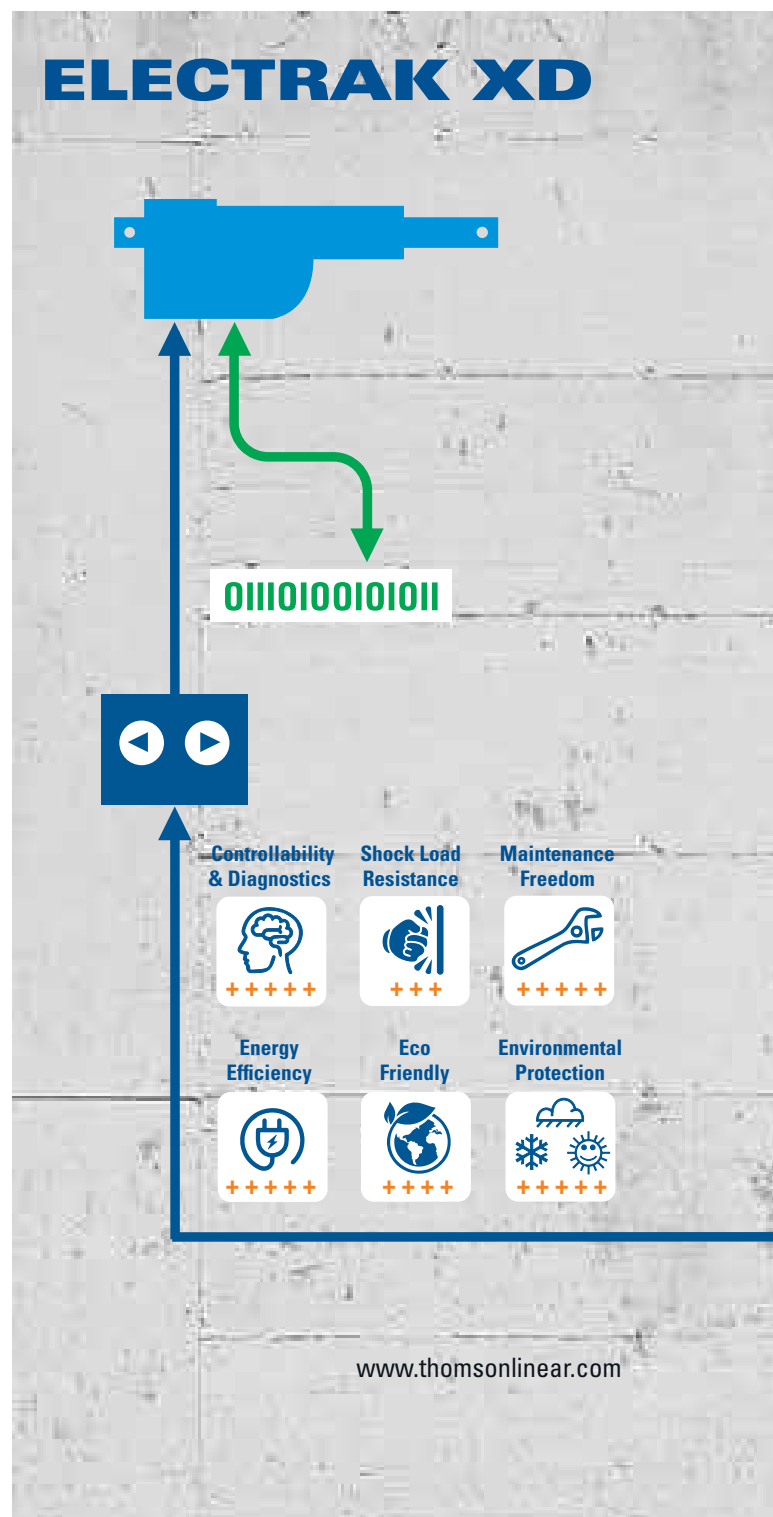 ELECTRAK XD
01110100101011
Controllability
& Diagnostics
+ + + + +
Shock Load
Resistance
+ + +
Maintenance
Freedom
+ + + + +
Energy
Efficiency
+ + + + +
Eco
Friendly
+ + + +
Environmental
Protection
+ + + + +
www.thomsonlinear.com